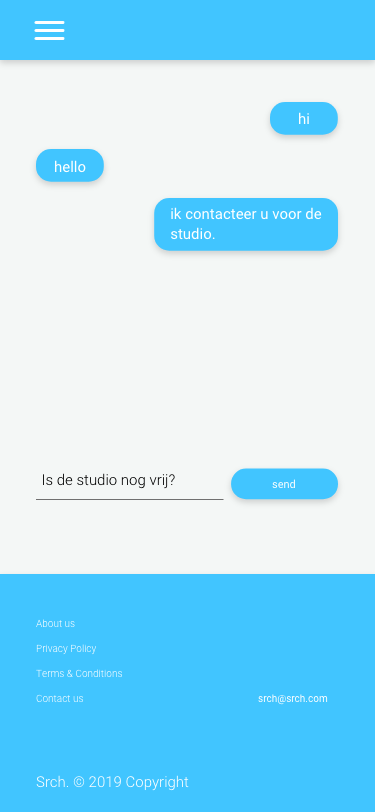 hi
hello
ik contacteer u voor de
studio.
Is de studio nog vrij?
send
About us
Privacy Policy
Terms & Conditions
Contact us
srch@srch.com
Srch. © 2019 Copyright